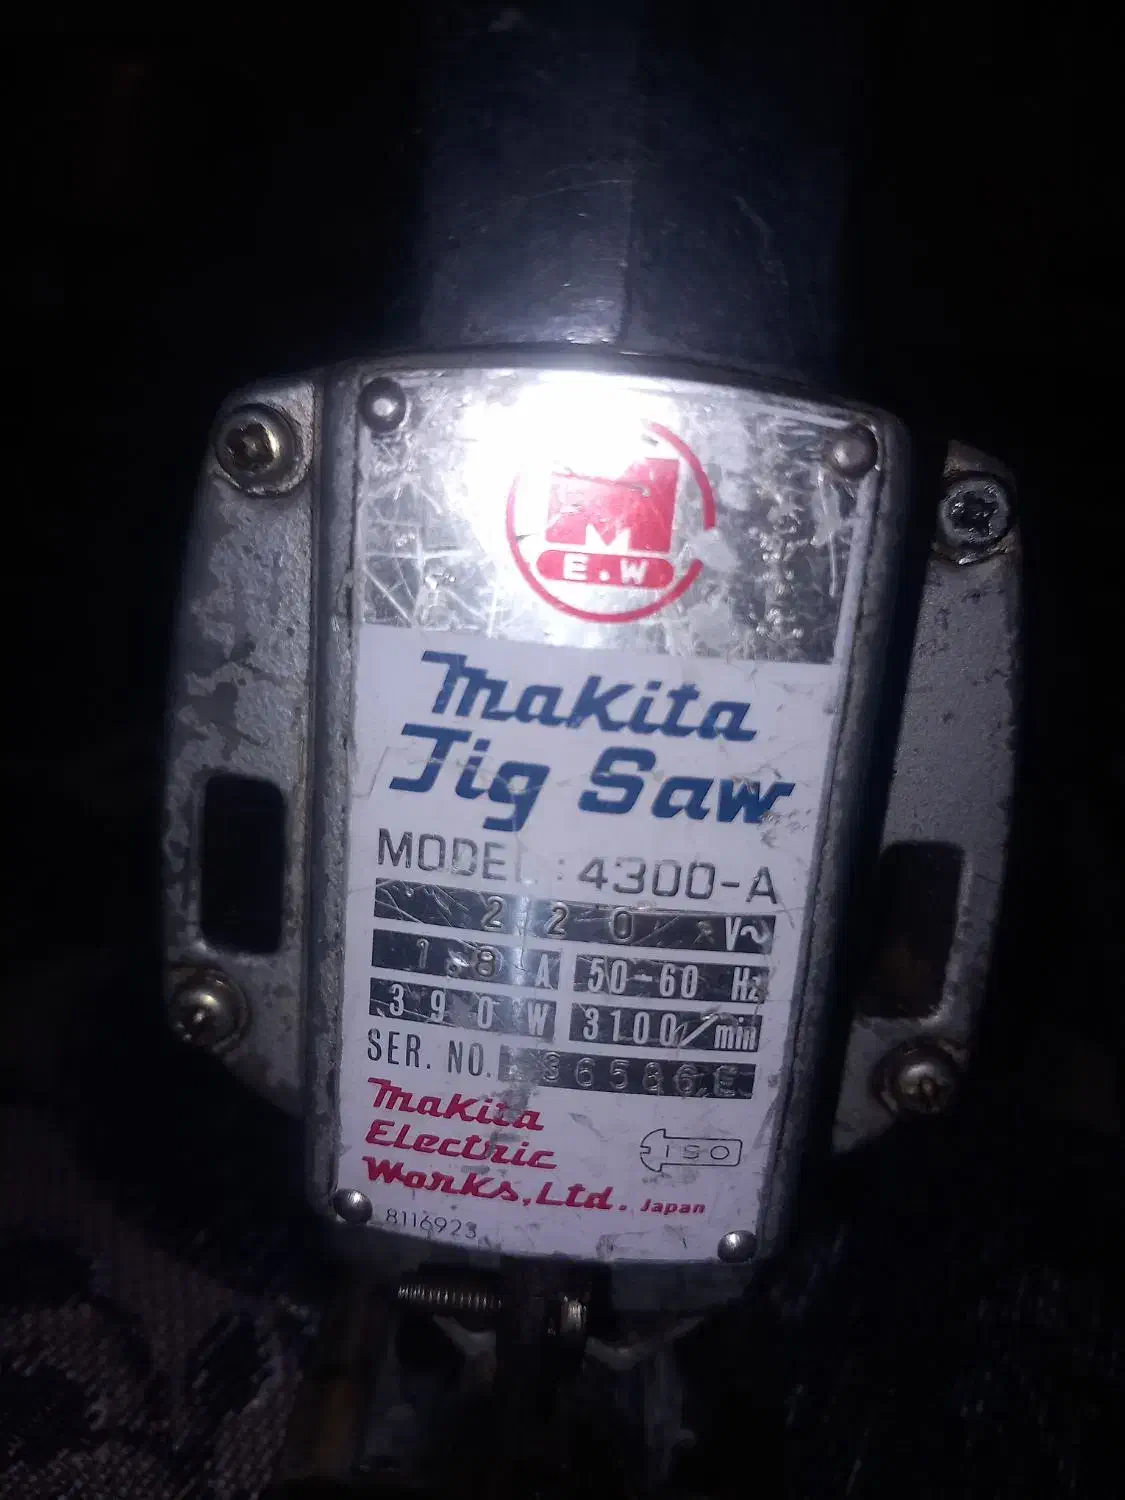 M
E.W
Makita
Jig Saw
MODEL : 4300-A
220 V~
1.8 A 50-60 Hz
390 W 3100/min
SER. NO. 36586E
Makita
Electric
Works, Ltd. Japan
ISO
8116923